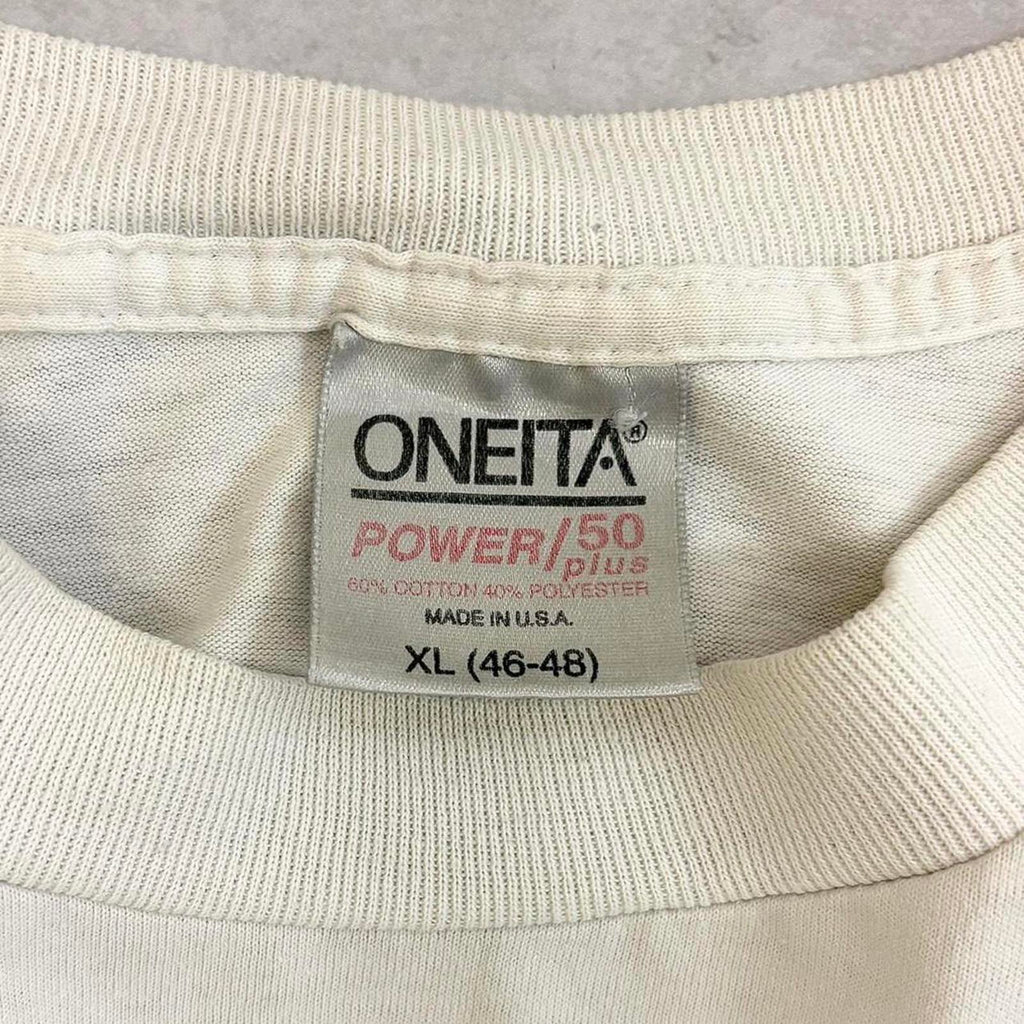 ONEITA®
POWER/50
plus
60% COTTON 40% POLYESTER
MADE IN U.S.A.
XL (46-48)